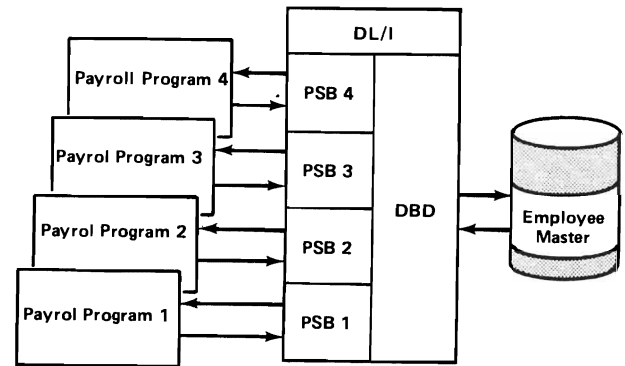 DL/I
Payroll Program 4
PSB 4
Payrol Program 3
PSB 3
DBD
Employee
Master
Payrol Program 2
PSB 2
Payrol Program 1
PSB 1